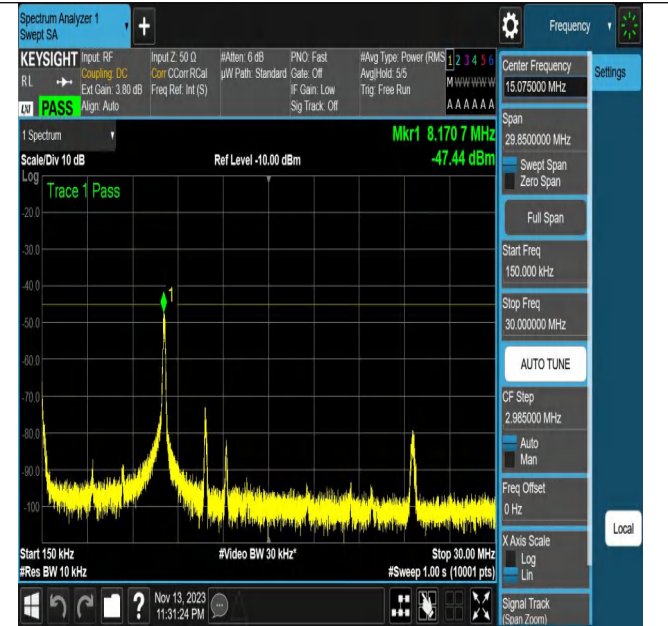 Spectrum Analyzer 1
Swept SA
Frequency
KEYSIGHT Input: RF Input Z: 50 Ω #Atten: 6 dB PNO: Fast #Avg Type: Power (RMS 1 2 3 4 5 6
RL Coupling: DC Corr CCorr RCal µW Path: Standard Gate: Off Avg|Hold: 5/5 M W W W W W
Ext Gain: 3.80 dB Freq Ref: Int (S) IF Gain: Low Trig: Free Run
PASS Align: Auto Sig Track: Off A A A A A A
1 Spectrum
Mkr1 8.170 7 MHz
Scale/Div 10 dB Ref Level -10.00 dBm -47.44 dBm
Log
Trace 1 Pass
-20.0
-30.0
-40.0
1
-50.0
-60.0
-70.0
-80.0
-90.0
-100
Start 150 kHz #Video BW 30 kHz* Stop 30.00 MHz
#Res BW 10 kHz #Sweep 1.00 s (10001 pts)
Nov 13, 2023
11:31:24 PM
?
Center Frequency
15.075000 MHz
Settings
Span
29.8500000 MHz
Swept Span
Zero Span
Full Span
Start Freq
150.000 kHz
Stop Freq
30.000000 MHz
AUTO TUNE
CF Step
2.985000 MHz
Auto
Man
Freq Offset
0 Hz
X Axis Scale
Log
Lin
Local
Signal Track
(Span Zoom)